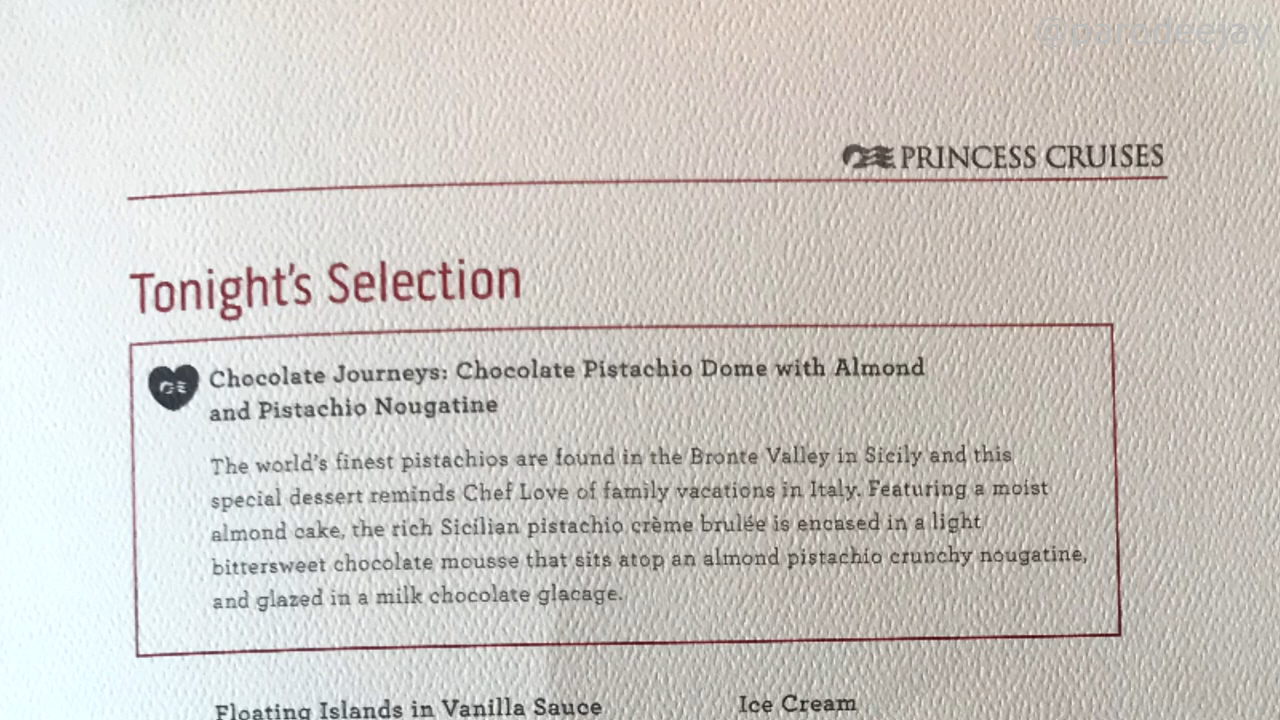 @parodeejay
PRINCESS CRUISES
Tonight's Selection
Chocolate Journeys: Chocolate Pistachio Dome with Almond
and Pistachio Nougatine
The world's finest pistachios are found in the Bronte Valley in Sicily and this
special dessert reminds Chef Love of family vacations in Italy. Featuring a moist
almond cake, the rich Sicilian pistachio crème brulée is encased in a light
bittersweet chocolate mousse that sits atop an almond pistachio crunchy nougatine,
and glazed in a milk chocolate glacage.
Floating Islands in Vanilla Sauce
Ice Cream